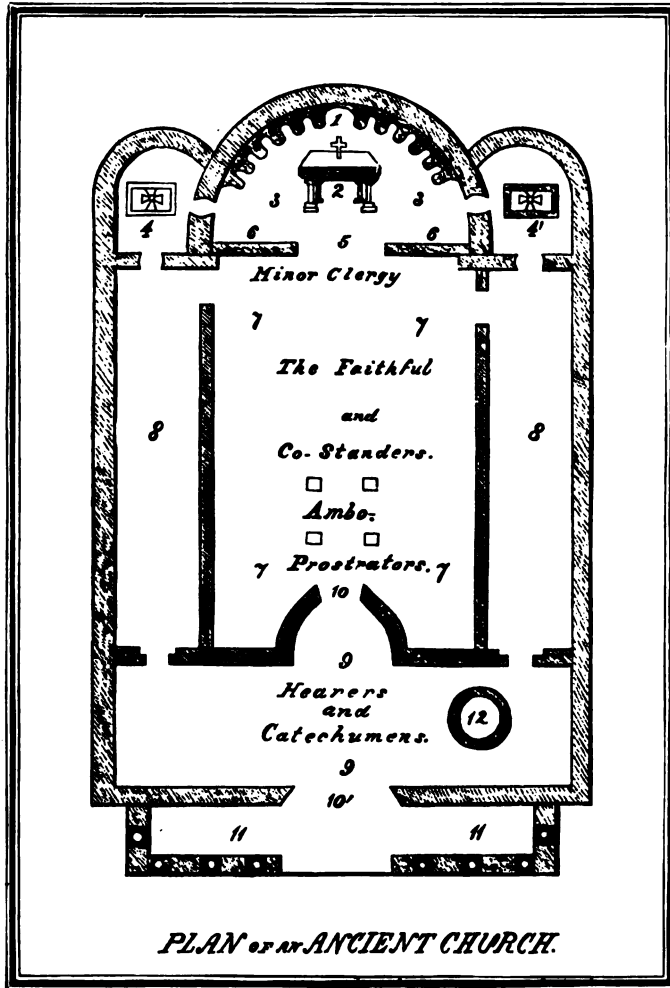 1
2
3 3
4 4'
6 5 6
Minor Clergy
7 7
The Faithful
8 and 8
Co-Standers.
Ambo.
7 Prostrators. 7
10
9
Hearers
and
Catechumens.
12
9
10'
11 11
PLAN OF AN ANCIENT CHURCH.